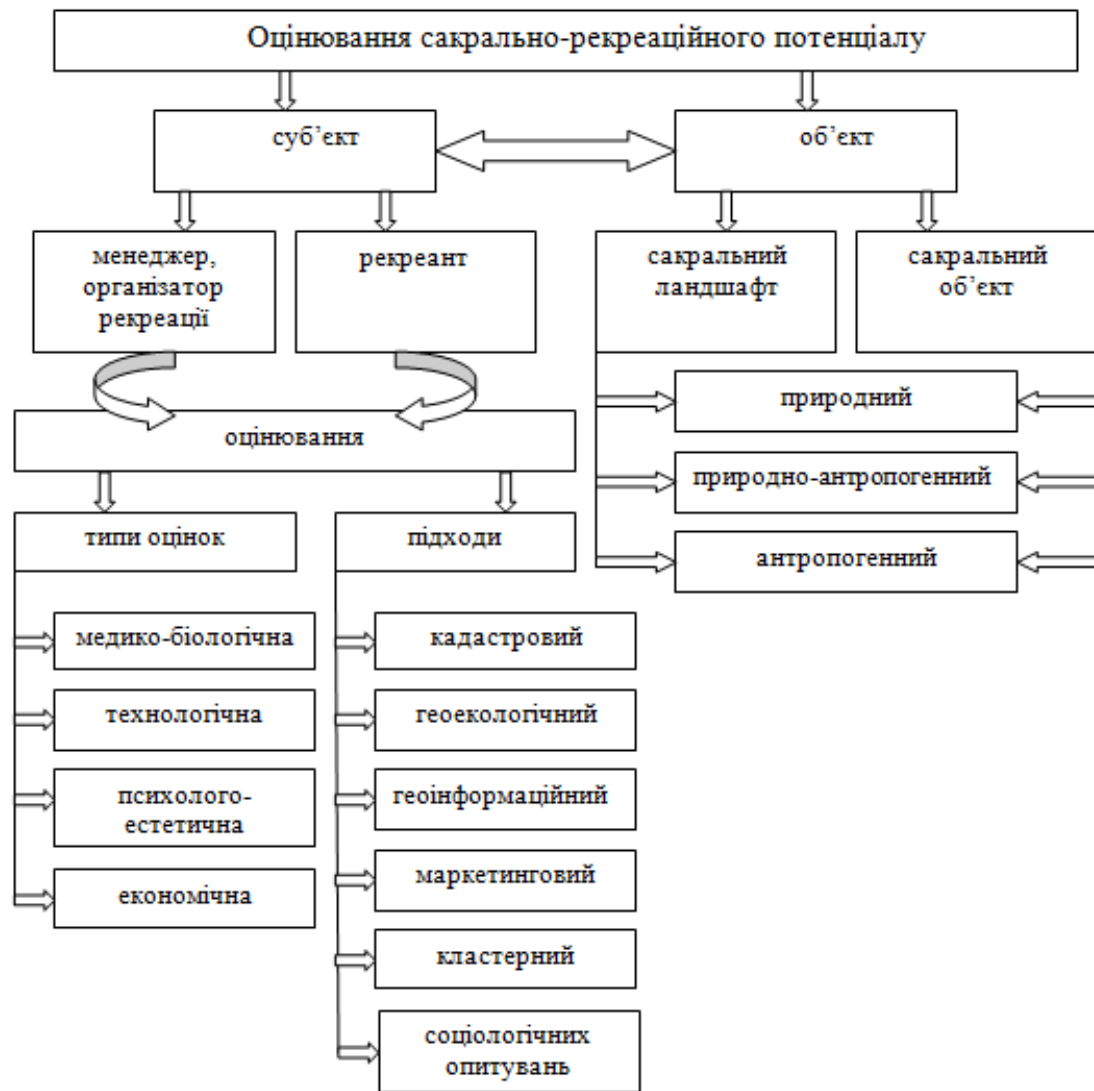 Оцінювання сакрально-рекреаційного потенціалу
суб’єкт
об’єкт
менеджер,
організатор
рекреації
рекреант
сакральний
ландшафт
сакральний
об’єкт
природний
природно-антропогенний
антропогенний
оцінювання
типи оцінок
медико-біологічна
технологічна
психолого-
естетична
економічна
підходи
кадастровий
геоекологічний
геоінформаційний
маркетинговий
кластерний
соціологічних
опитувань